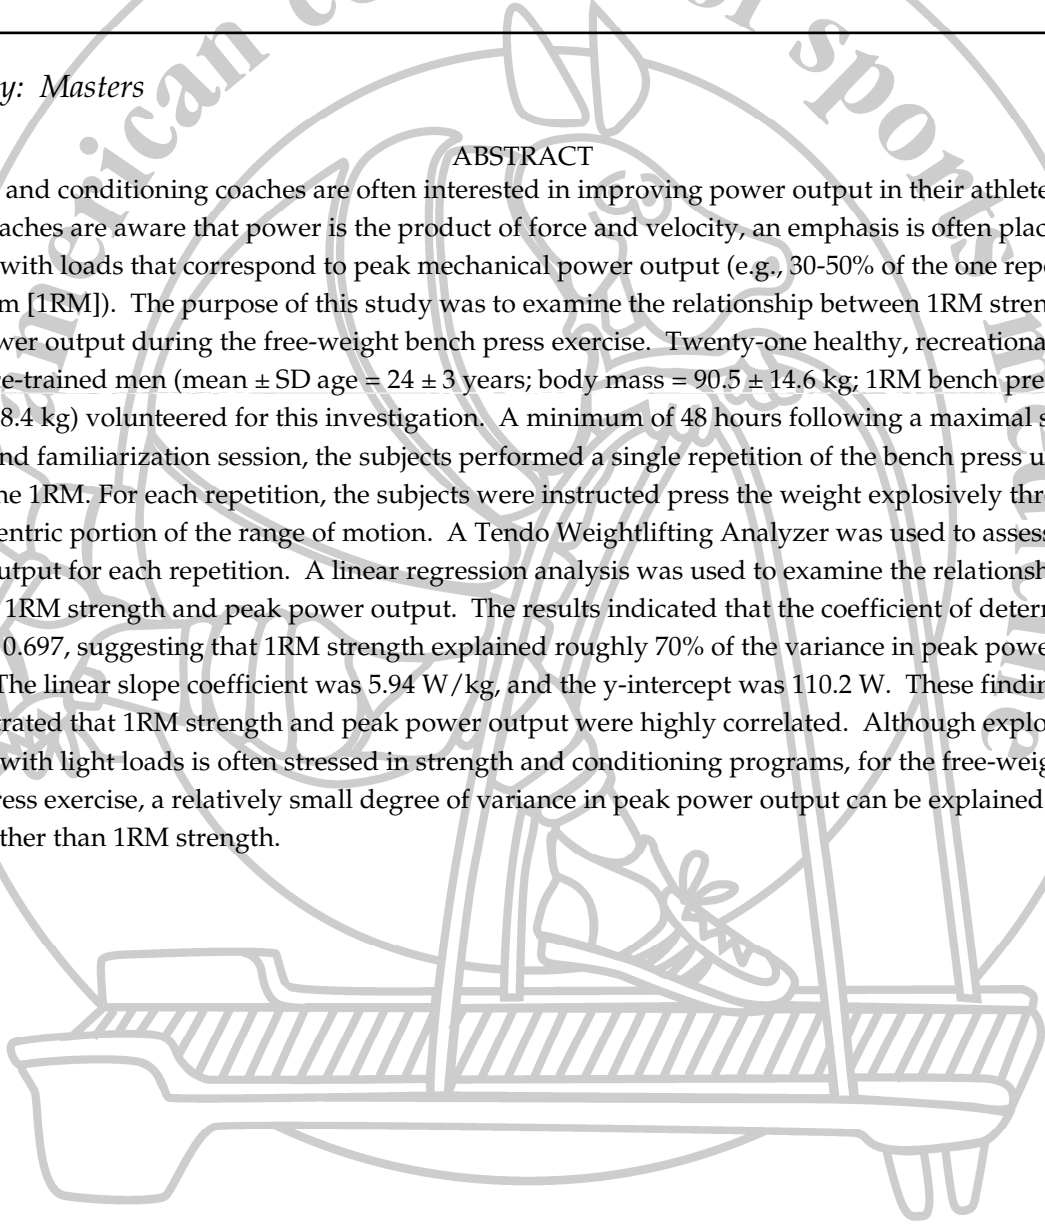 y: Masters
ABSTRACT
and conditioning coaches are often interested in improving power output in their athlete
aches are aware that power is the product of force and velocity, an emphasis is often plac
with loads that correspond to peak mechanical power output (e.g., 30-50% of the one repe
m [1RM]). The purpose of this study was to examine the relationship between 1RM stren
wer output during the free-weight bench press exercise. Twenty-one healthy, recreationa
e-trained men (mean ± SD age = 24 ± 3 years; body mass = 90.5 ± 14.6 kg; 1RM bench pre
8.4 kg) volunteered for this investigation. A minimum of 48 hours following a maximal s
nd familiarization session, the subjects performed a single repetition of the bench press u
he 1RM. For each repetition, the subjects were instructed press the weight explosively thr
entric portion of the range of motion. A Tendo Weightlifting Analyzer was used to assess
utput for each repetition. A linear regression analysis was used to examine the relationsh
1RM strength and peak power output. The results indicated that the coefficient of deter
0.697, suggesting that 1RM strength explained roughly 70% of the variance in peak powe
The linear slope coefficient was 5.94 W/kg, and the y-intercept was 110.2 W. These findin
trated that 1RM strength and peak power output were highly correlated. Although explo
with light loads is often stressed in strength and conditioning programs, for the free-weig
ress exercise, a relatively small degree of variance in peak power output can be explained
ther than 1RM strength.
american co
of sports medicine